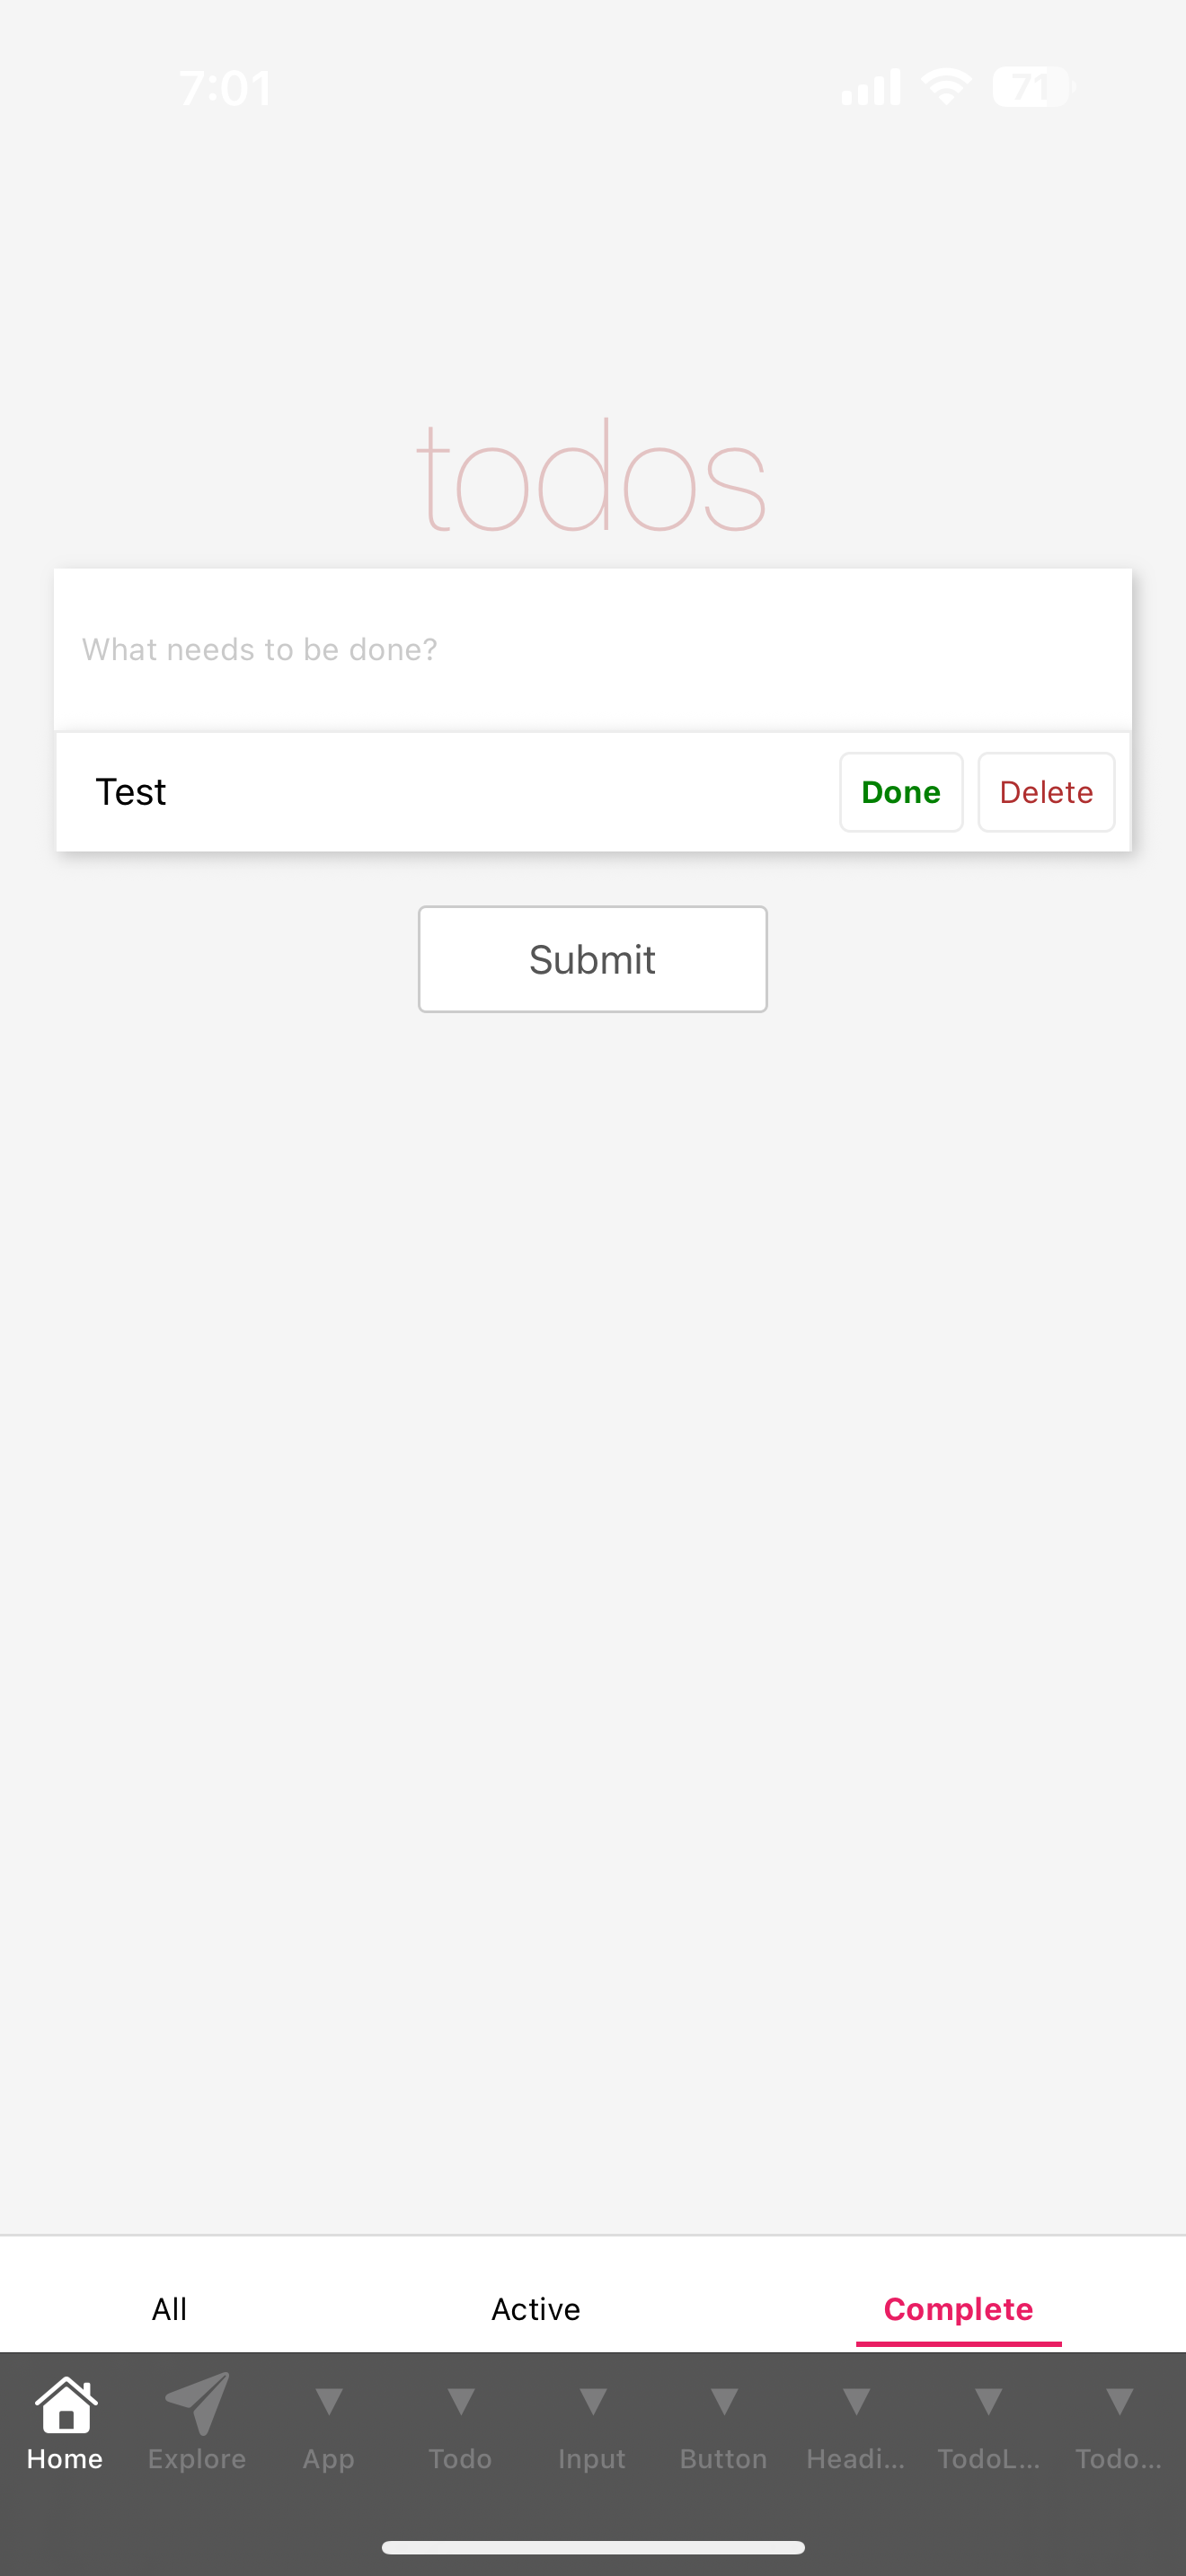 7:01
71
todos
What needs to be done?
Test
Done
Delete
Submit
All
Active
Complete
Home
Explore
App
Todo
Input
Button
Headi...
TodoL...
Todo...